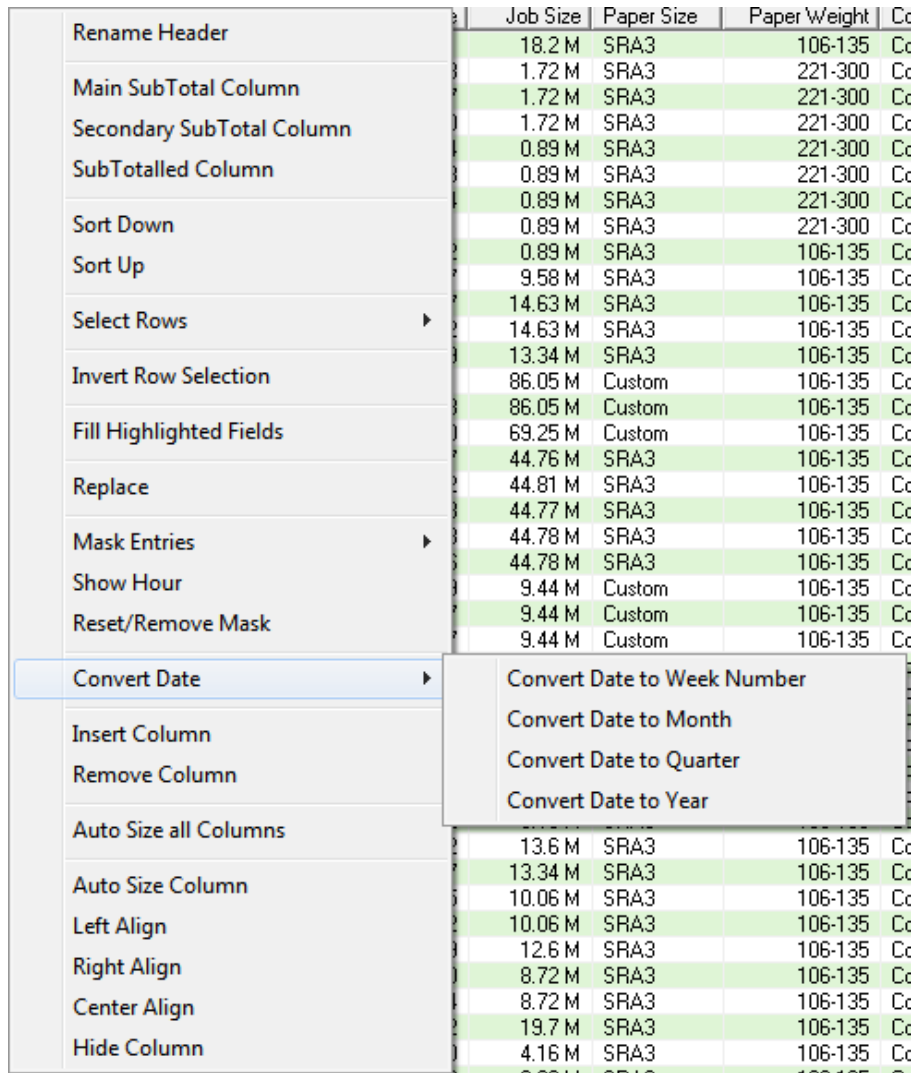 Job Size Paper Size Paper Weight
Rename Header
Main SubTotal Column
Secondary SubTotal Column
SubTotalled Column
Sort Down
Sort Up
Select Rows
Invert Row Selection
Fill Highlighted Fields
Replace
Mask Entries
Show Hour
Reset/Remove Mask
Convert Date
Insert Column
Remove Column
Auto Size all Columns
Auto Size Column
Left Align
Right Align
Center Align
Hide Column
18.2 M SRA3 106-135
1.72 M SRA3 221-300
1.72 M SRA3 221-300
1.72 M SRA3 221-300
0.89 M SRA3 221-300
0.89 M SRA3 221-300
0.89 M SRA3 221-300
0.89 M SRA3 221-300
0.89 M SRA3 106-135
9.58 M SRA3 106-135
14.63 M SRA3 106-135
14.63 M SRA3 106-135
13.34 M SRA3 106-135
86.05 M Custom 106-135
86.05 M Custom 106-135
69.25 M Custom 106-135
44.76 M SRA3 106-135
44.81 M SRA3 106-135
44.77 M SRA3 106-135
44.78 M SRA3 106-135
44.78 M SRA3 106-135
9.44 M Custom 106-135
9.44 M Custom 106-135
9.44 M Custom 106-135
Convert Date to Week Number
Convert Date to Month
Convert Date to Quarter
Convert Date to Year
13.6 M SRA3 106-135
13.34 M SRA3 106-135
10.06 M SRA3 106-135
10.06 M SRA3 106-135
12.6 M SRA3 106-135
8.72 M SRA3 106-135
8.72 M SRA3 106-135
19.7 M SRA3 106-135
4.16 M SRA3 106-135